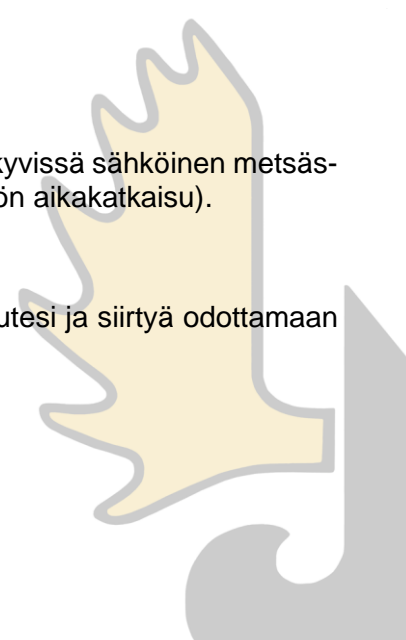 kyvissä sähköinen metsäs-
ön aikakatkaisu).
utesi ja siirtyä odottamaan